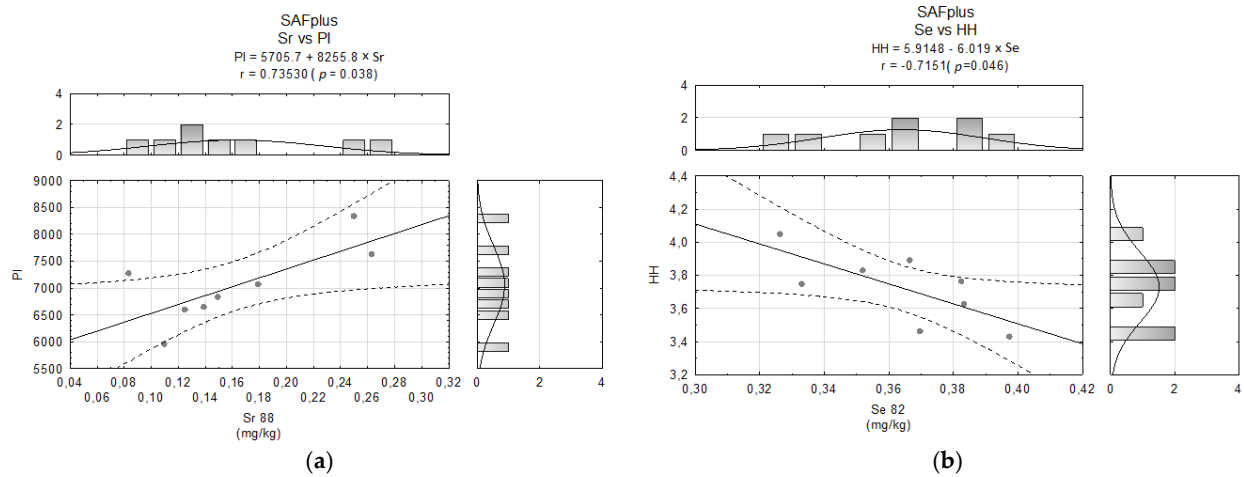 SAFplus
Sr vs PI
PI = 5705.7 + 8255.8 x Sr
r = 0.73530 ( p = 0.038)
4
2
0
9000
8500
8000
7500
7000
6500
6000
5500
PI
0,04 0,08 0,12 0,16 0,20 0,24 0,28 0,32
0,06 0,10 0,14 0,18 0,22 0,26 0,30
0 2 4
Sr 88
(mg/kg)
(a)
SAFplus
Se vs HH
HH = 5.9148 - 6.019 x Se
r = -0.7151( p=0.046)
4
2
0
4,4
4,2
4,0
3,8
3,6
3,4
3,2
HH
0,30 0,32 0,34 0,36 0,38 0,40 0,42
0 2 4
Se 82
(mg/kg)
(b)